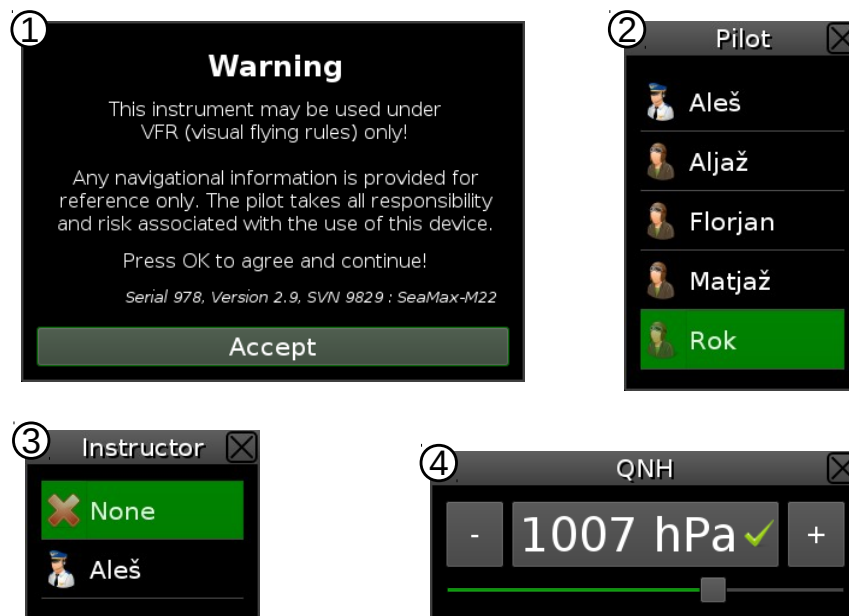 1
Warning
This instrument may be used under
VFR (visual flying rules) only!
Any navigational information is provided for
reference only. The pilot takes all responsibility
and risk associated with the use of this device.
Press OK to agree and continue!
Serial 978, Version 2.9, SVN 9829 : SeaMax-M22
Accept
2
Pilot
Aleš
Aljaž
Florjan
Matjaž
Rok
3
Instructor
None
Aleš
4
QNH
-
1007 hPa
+